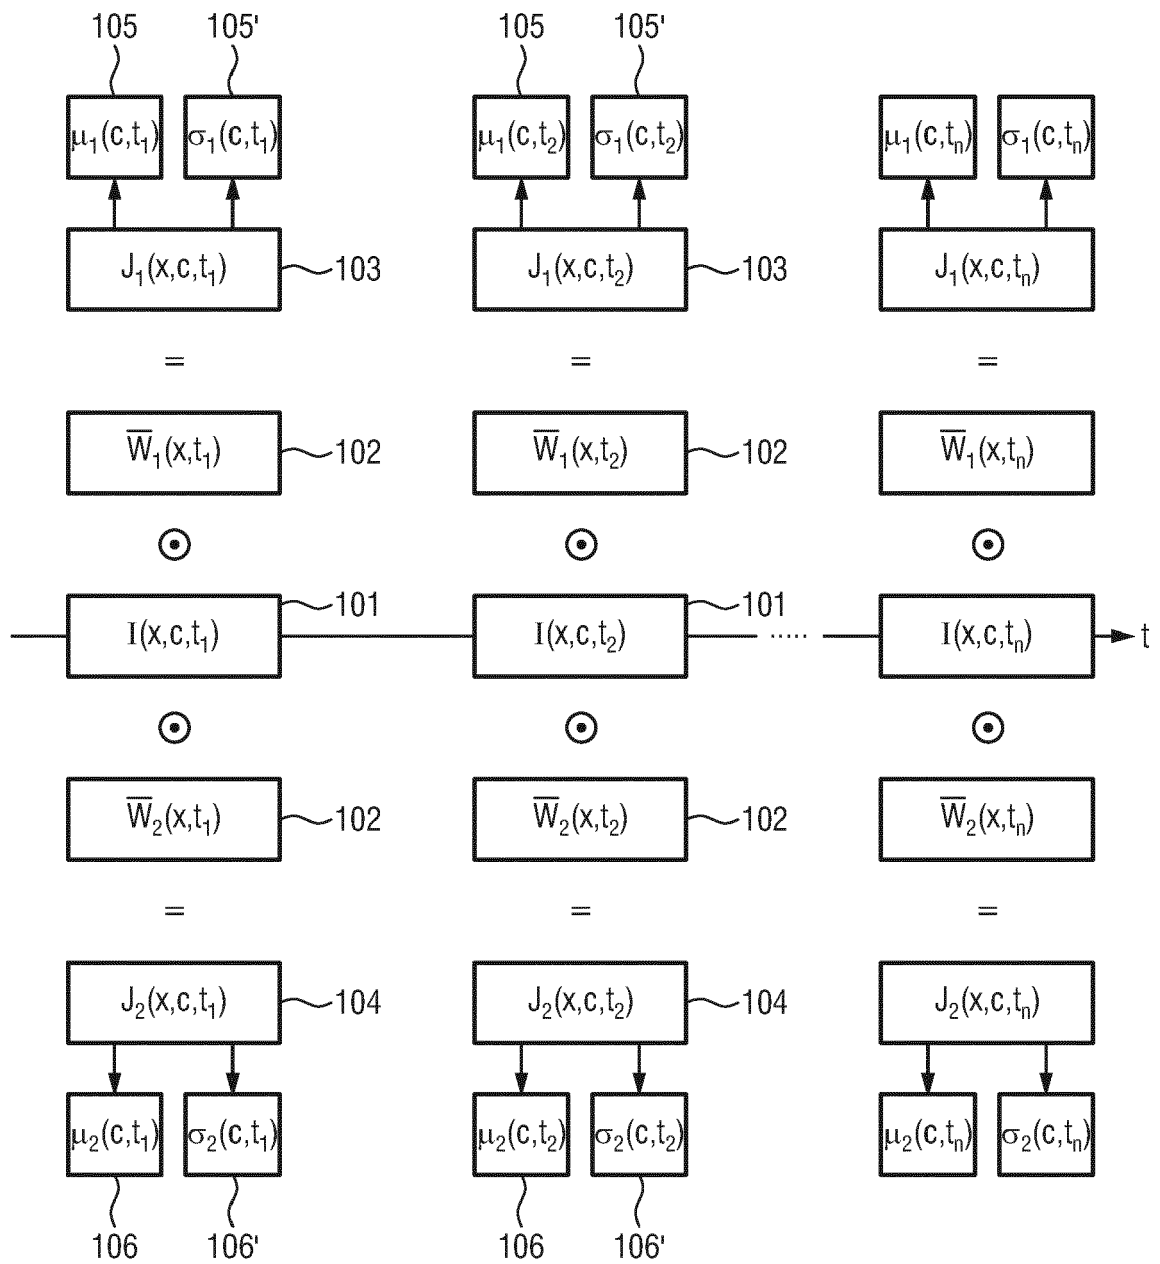 105 105' 105 105'
μ₁(c,t₁) σ₁(c,t₁) μ₁(c,t₂) σ₁(c,t₂) μ₁(c,tₙ) σ₁(c,tₙ)
J₁(x,c,t₁) 103 J₁(x,c,t₂) 103 J₁(x,c,tₙ)
= = =
W̅₁(x,t₁) 102 W̅₁(x,t₂) 102 W̅₁(x,tₙ)
⊙ ⊙ ⊙
I(x,c,t₁) 101 I(x,c,t₂) 101 ..... I(x,c,tₙ) t
⊙ ⊙ ⊙
W̅₂(x,t₁) 102 W̅₂(x,t₂) 102 W̅₂(x,tₙ)
= = =
J₂(x,c,t₁) 104 J₂(x,c,t₂) 104 J₂(x,c,tₙ)
μ₂(c,t₁) σ₂(c,t₁) μ₂(c,t₂) σ₂(c,t₂) μ₂(c,tₙ) σ₂(c,tₙ)
106 106' 106 106'